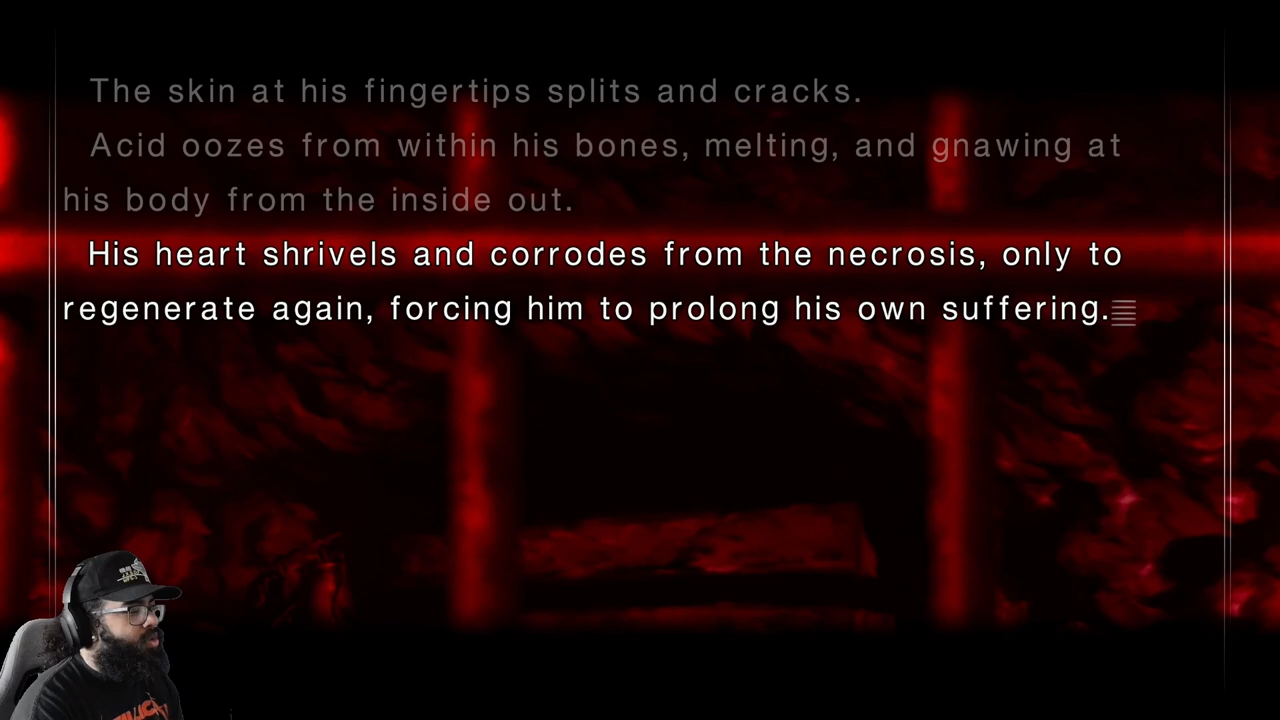 The skin at his fingertips splits and cracks.
Acid oozes from within his bones, melting, and gnawing at
his body from the inside out.
His heart shrivels and corrodes from the necrosis, only to
regenerate again, forcing him to prolong his own suffering.